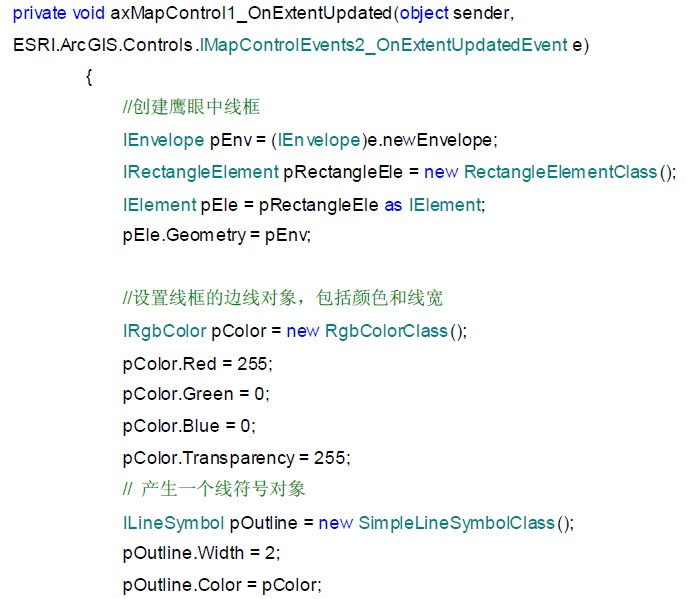 private void axMapControl1_OnExtentUpdated(object sender,
ESRI.ArcGIS.Controls.IMapControlEvents2_OnExtentUpdatedEvent e)
{
//创建鹰眼中线框
IEnvelope pEnv = (IEnvelope)e.newEnvelope;
IRectangleElement pRectangleEle = new RectangleElementClass();
IElement pEle = pRectangleEle as IElement;
pEle.Geometry = pEnv;
//设置线框的边线对象，包括颜色和线宽
IRgbColor pColor = new RgbColorClass();
pColor.Red = 255;
pColor.Green = 0;
pColor.Blue = 0;
pColor.Transparency = 255;
// 产生一个线符号对象
ILineSymbol pOutline = new SimpleLineSymbolClass();
pOutline.Width = 2;
pOutline.Color = pColor;